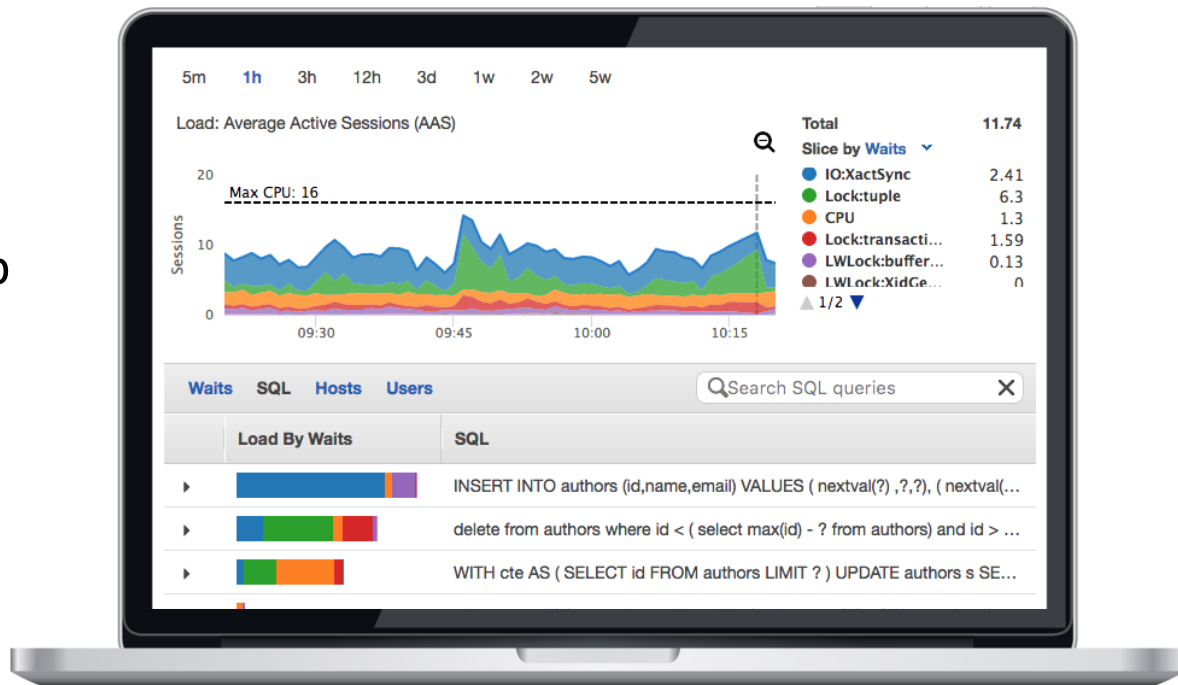 5m 1h 3h 12h 3d 1w 2w 5w
Load: Average Active Sessions (AAS)
Total 11.74
Slice by Waits
IO:XactSync 2.41
Lock:tuple 6.3
CPU 1.3
Lock:transacti... 1.59
LWLock:buffer... 0.13
LWLock:XidGe... 0
1/2
20
Max CPU: 16
Sessions
10
0
09:30 09:45 10:00 10:15
Waits SQL Hosts Users
Search SQL queries
Load By Waits SQL
INSERT INTO authors (id,name,email) VALUES ( nextval(?) ,?,?), ( nextval(...
delete from authors where id < ( select max(id) - ? from authors) and id > ...
WITH cte AS ( SELECT id FROM authors LIMIT ? ) UPDATE authors s SE...